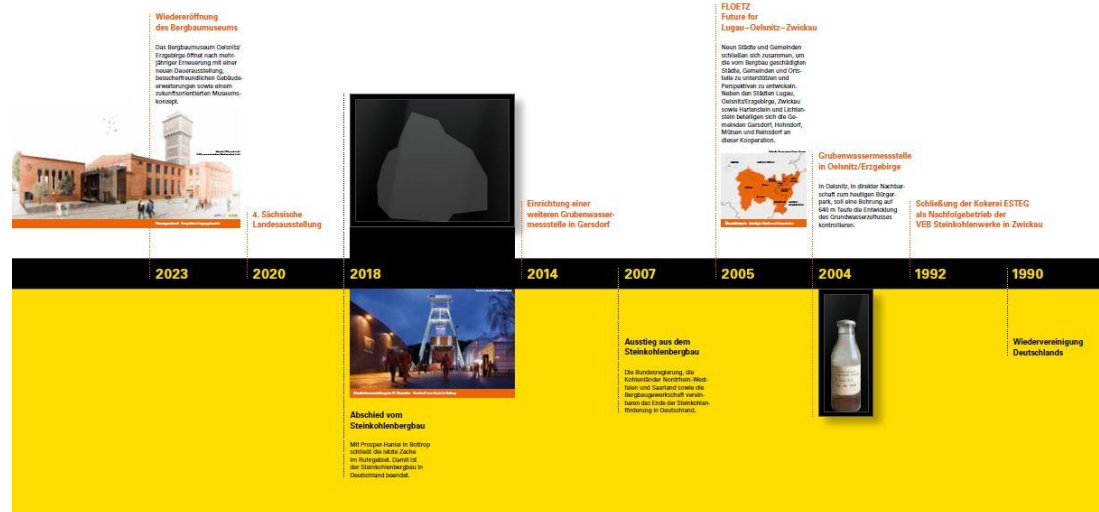 Wiedereröffnung
des Bergbaumuseums
Das Bergbaumuseum Oelsnitz/
Erzgebirge öffnet nach mehr-
jähriger Erneuerung mit einer
neuen Dauerausstellung,
besucherfreundlichen Gebäude-
erweiterungen sowie einem
zukunftsorientierten Museums-
konzept.
4. Sächsische
Landesausstellung
Einrichtung einer
weiteren Grubenwasser-
messstelle in Gersdorf
FLOETZ
Future for
Lugau–Oelsnitz–Zwickau
Neun Städte und Gemeinden
schließen sich zusammen, um
die vom Bergbau geschädigten
Städte, Gemeinden und Orts-
teile zu unterstützen und
Perspektiven zu entwickeln.
Neben den Städten Lugau,
Oelsnitz/Erzgebirge, Zwickau
sowie Hartenstein und Lichten-
stein beteiligen sich die Ge-
meinden Gersdorf, Hohndorf,
Mülsen und Reinsdorf an
dieser Kooperation.
Grubenwassermessstelle
in Oelsnitz/Erzgebirge
In Oelsnitz, in direkter Nachbar-
schaft zum heutigen Bürger-
park, soll eine Bohrung auf
648 m Teufe die Entwicklung
des Grundwasserzuflusses
kontrollieren.
Schließung der Kokerei ESTEG
als Nachfolgebetrieb der
VEB Steinkohlenwerke in Zwickau
2023
2020
2018
2014
2007
2005
2004
1992
1990
Abschied vom
Steinkohlenbergbau
Mit Prosper-Haniel in Bottrop
schließt die letzte Zeche
im Ruhrgebiet. Damit ist
der Steinkohlenbergbau in
Deutschland beendet.
Ausstieg aus dem
Steinkohlenbergbau
Die Bundesregierung, die
Kohlenländer Nordrhein-West-
falen und Saarland sowie die
Bergbaugewerkschaft verein-
baren das Ende der Steinkohlen-
förderung in Deutschland.
Wiedervereinigung
Deutschlands